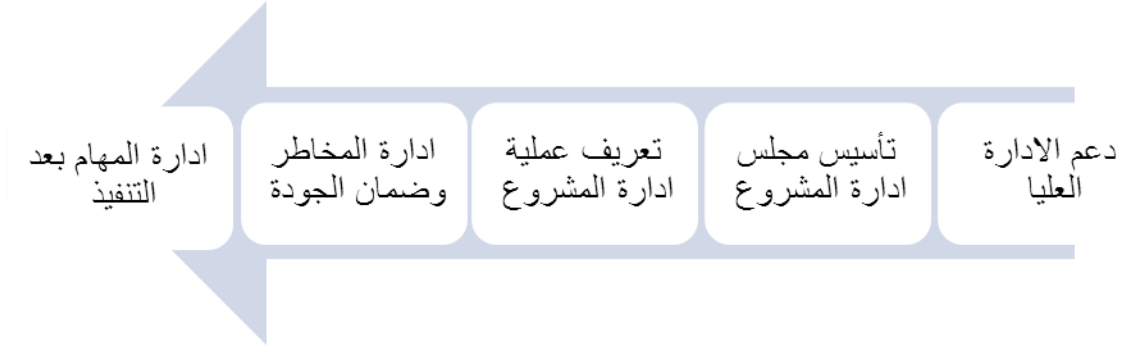 دعم الادارة
العليا
تأسيس مجلس
ادارة المشروع
تعريف عملية
ادارة المشروع
ادارة المخاطر
وضمان الجودة
ادارة المهام بعد
التنفيذ